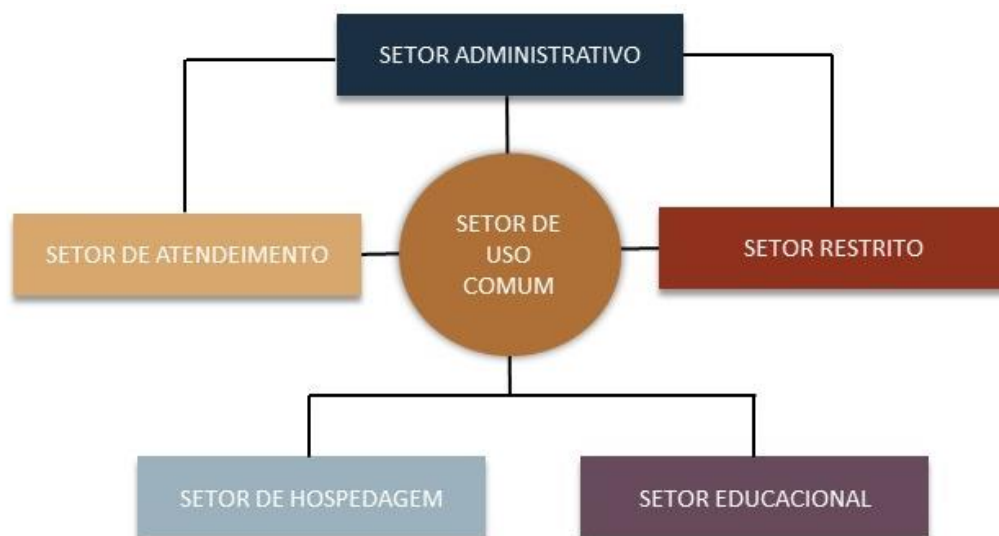 SETOR ADMINISTRATIVO
SETOR DE ATENDEIMENTO
SETOR DE
USO
COMUM
SETOR RESTRITO
SETOR DE HOSPEDAGEM
SETOR EDUCACIONAL